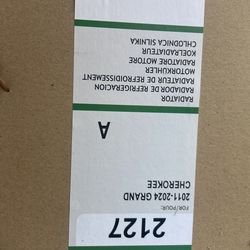 2127
FOR/POUR:
2011-2024 GRAND
CHEROKEE
A
RADIATOR
RADIADOR DE REFRIGERACION
RADIATEUR DE REFROIDISSEMENT
MOTORKUHLER
RADIATORE MOTORE
KOELRADIATEUR
CHLODNICA SILNIKA